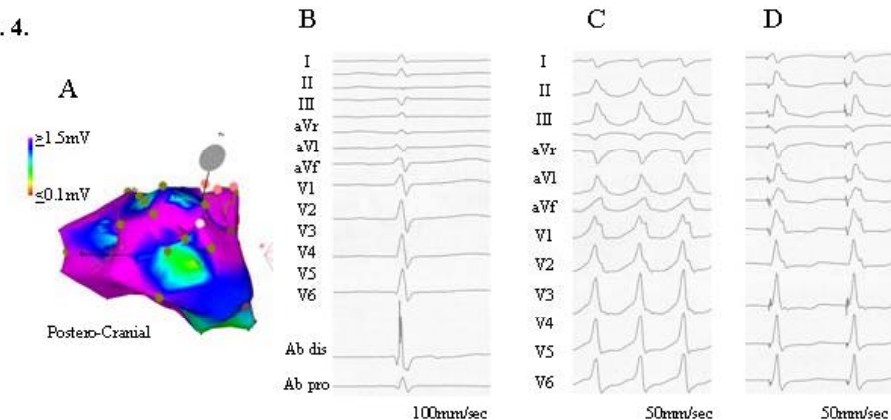 . 4.
A
≥1.5mV
≤0.1mV
Postero-Cranial
B
I
II
III
aVr
aVl
aVf
V1
V2
V3
V4
V5
V6
Ab dis
Ab pro
100mm/sec
C
I
II
III
aVr
aVl
aVf
V1
V2
V3
V4
V5
V6
50mm/sec
D
50mm/sec